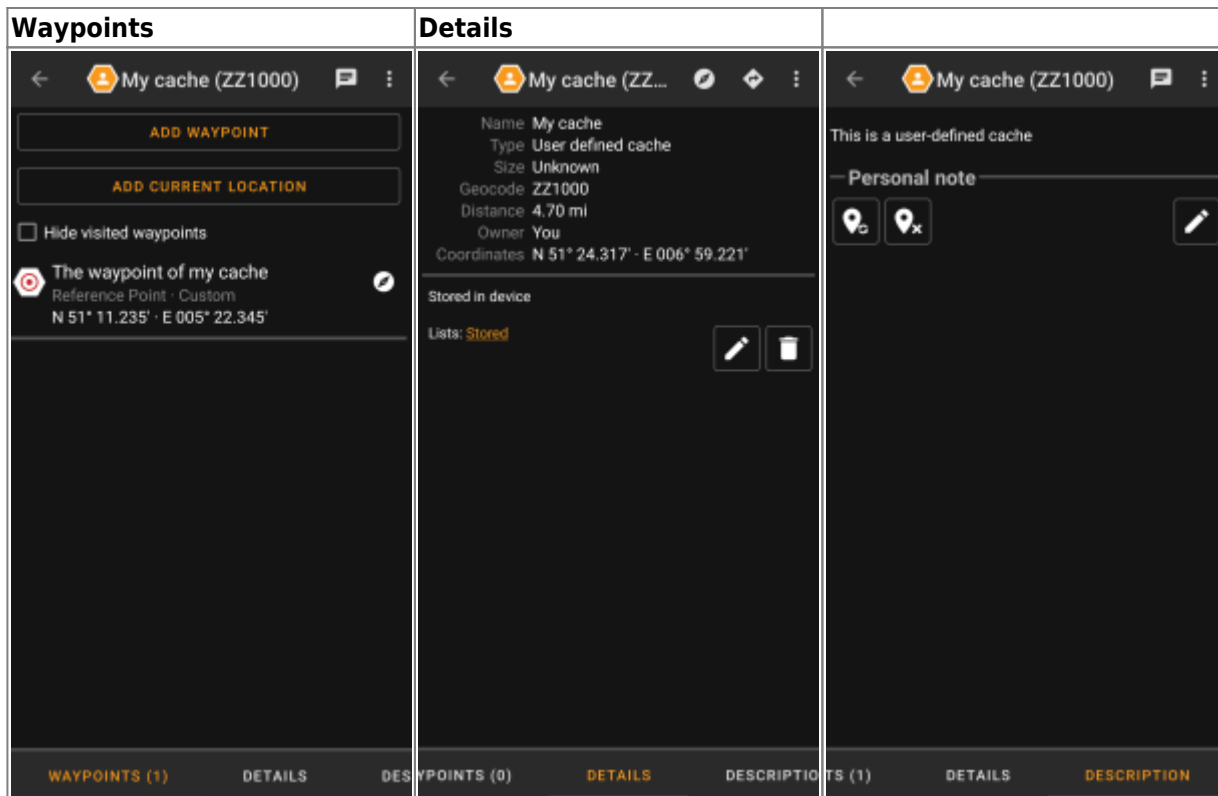 Waypoints
Details
My cache (ZZ1000)
ADD WAYPOINT
ADD CURRENT LOCATION
Hide visited waypoints
The waypoint of my cache
Reference Point · Custom
N 51° 11.235' · E 005° 22.345'
WAYPOINTS (1) DETAILS DES
My cache (ZZ...
Name My cache
Type User defined cache
Size Unknown
Geocode ZZ1000
Distance 4.70 mi
Owner You
Coordinates N 51° 24.317' · E 006° 59.221'
Stored in device
Lists: Stored
YPOINTS (0) DETAILS DESCRIPTIO
My cache (ZZ1000)
This is a user-defined cache
Personal note
TS (1) DETAILS DESCRIPTION